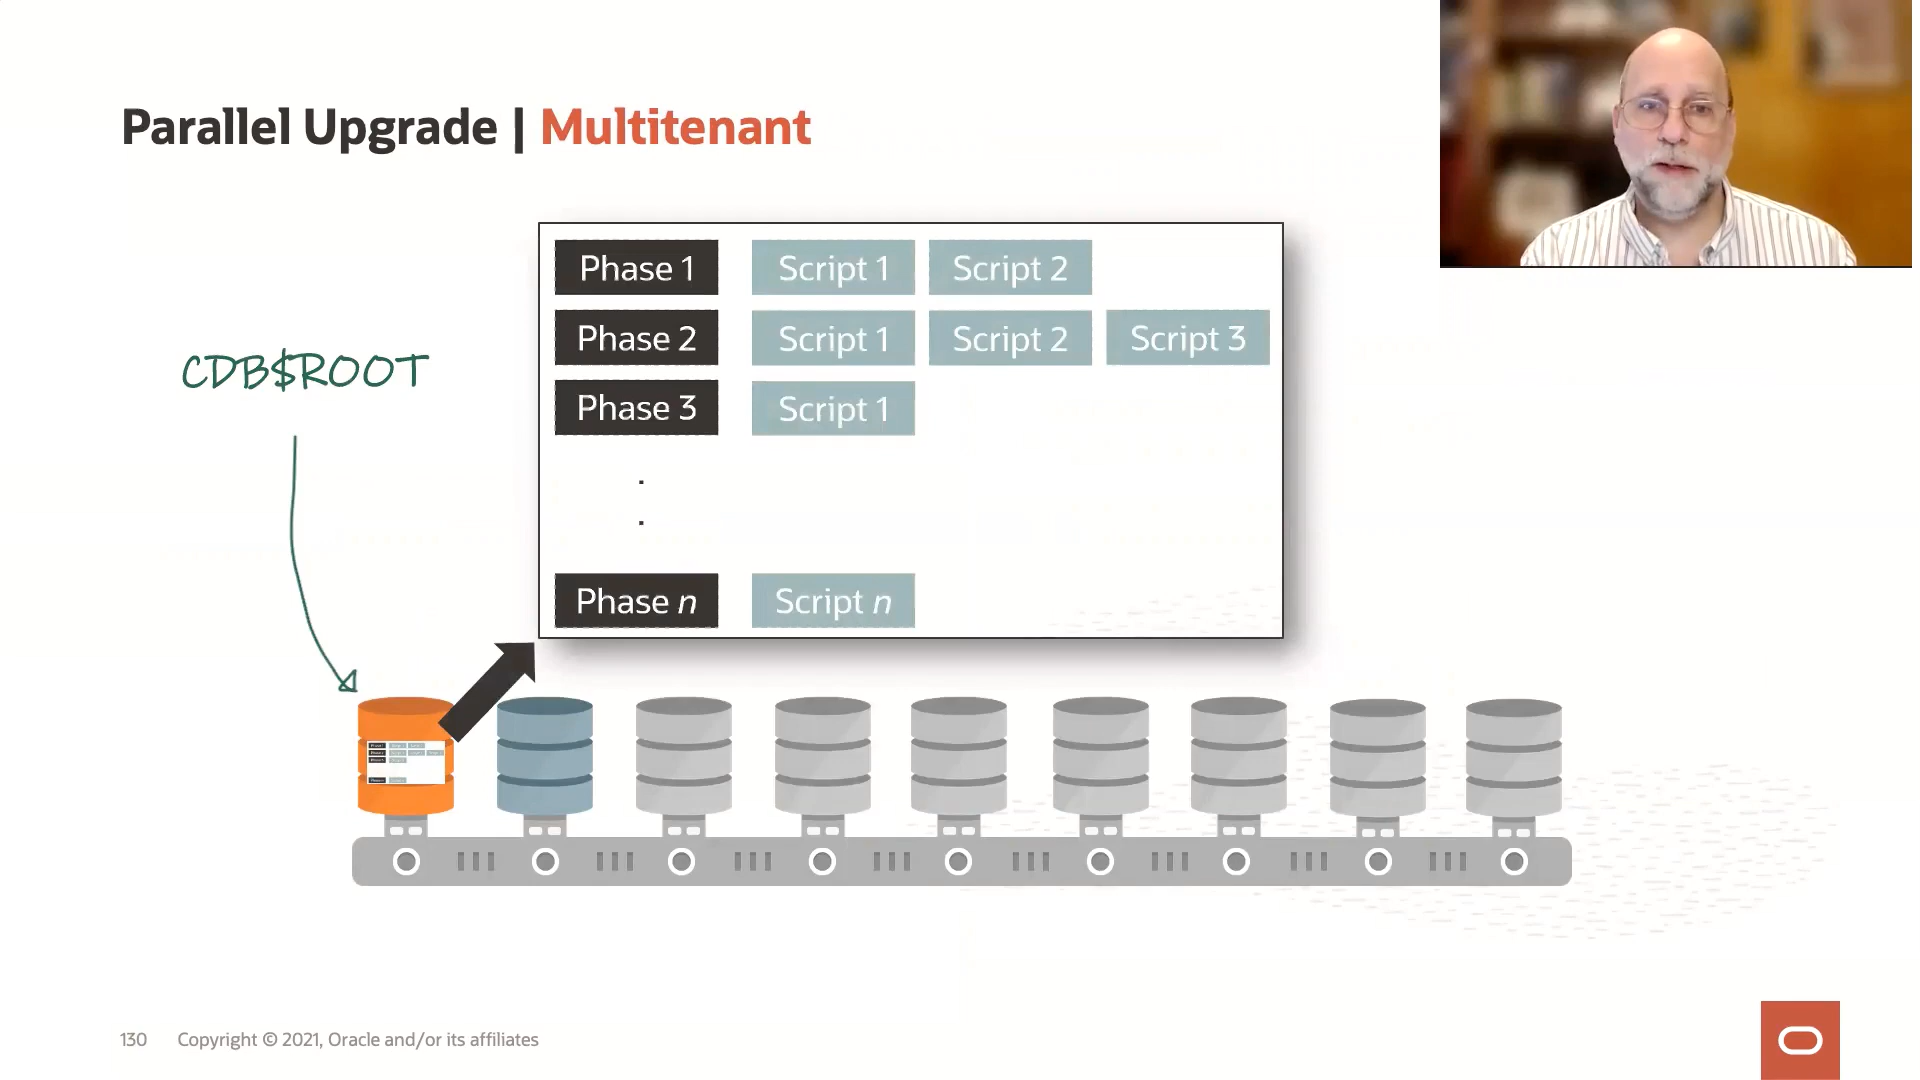 Parallel Upgrade | Multitenant
Phase 1 Script 1 Script 2
Phase 2 Script 1 Script 2 Script 3
CDB$ROOT
Phase 3 Script 1
.
.
Phase n Script n
130 Copyright © 2021, Oracle and/or its affiliates